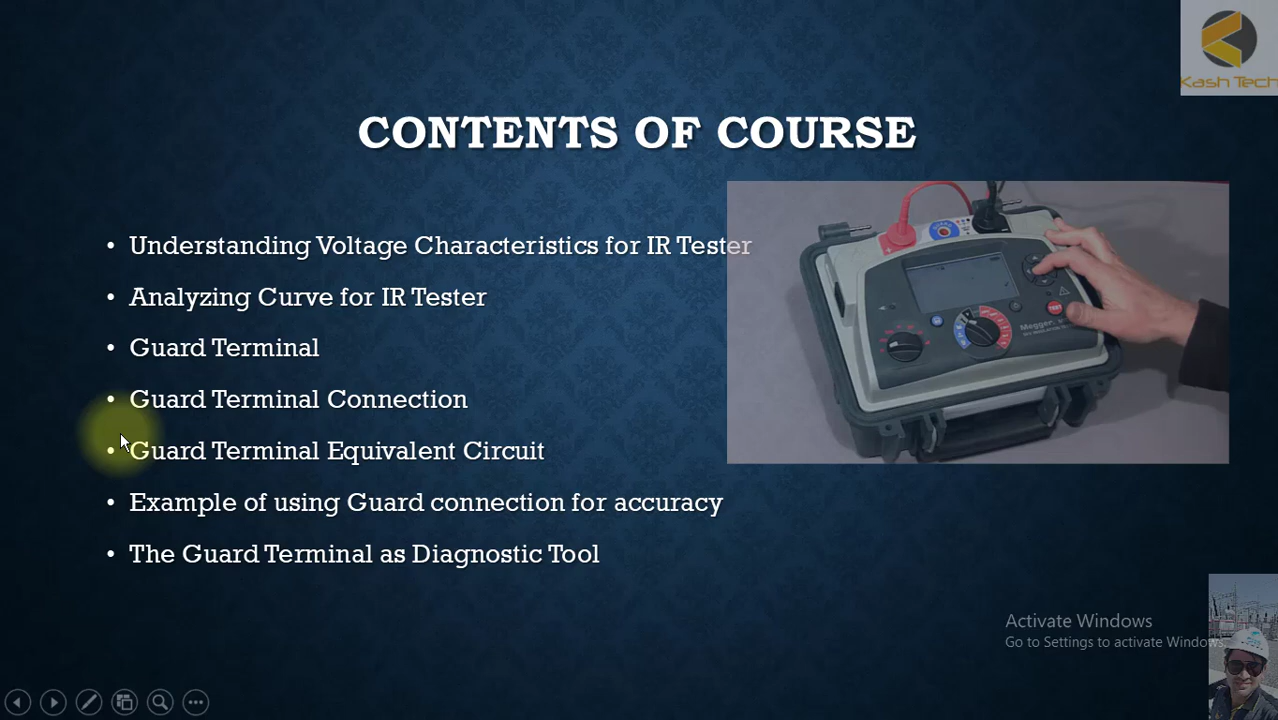 Kash Tech
CONTENTS OF COURSE
• Understanding Voltage Characteristics for IR Tester
• Analyzing Curve for IR Tester
• Guard Terminal
• Guard Terminal Connection
• Guard Terminal Equivalent Circuit
• Example of using Guard connection for accuracy
• The Guard Terminal as Diagnostic Tool
Megger
TEST
Activate Windows
Go to Settings to activate Windows.